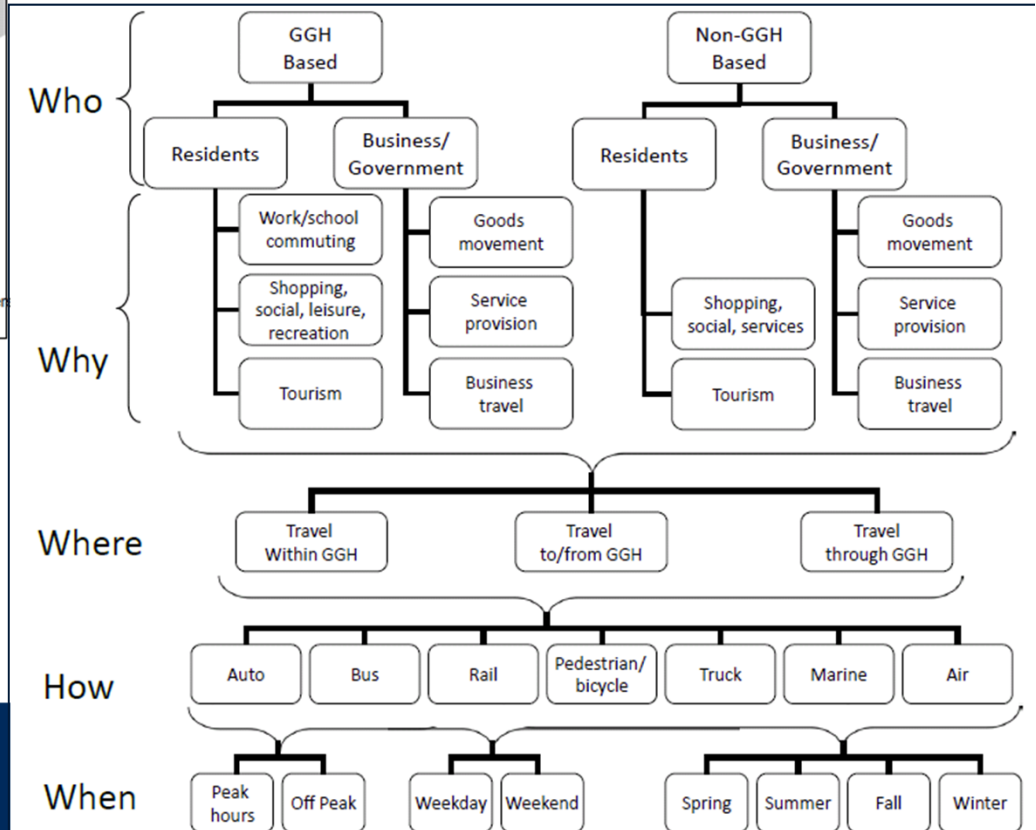 GGH
Based
Non-GGH
Based
Who
Residents
Business/
Government
Residents
Business/
Government
Why
Work/school
commuting
Goods
movement
Goods
movement
Shopping,
social, leisure,
recreation
Service
provision
Shopping,
social, services
Service
provision
Tourism
Business
travel
Tourism
Business
travel
Where
Travel
Within GGH
Travel
to/from GGH
Travel
through GGH
How
Auto
Bus
Rail
Pedestrian/
bicycle
Truck
Marine
Air
When
Peak
hours
Off Peak
Weekday
Weekend
Spring
Summer
Fall
Winter